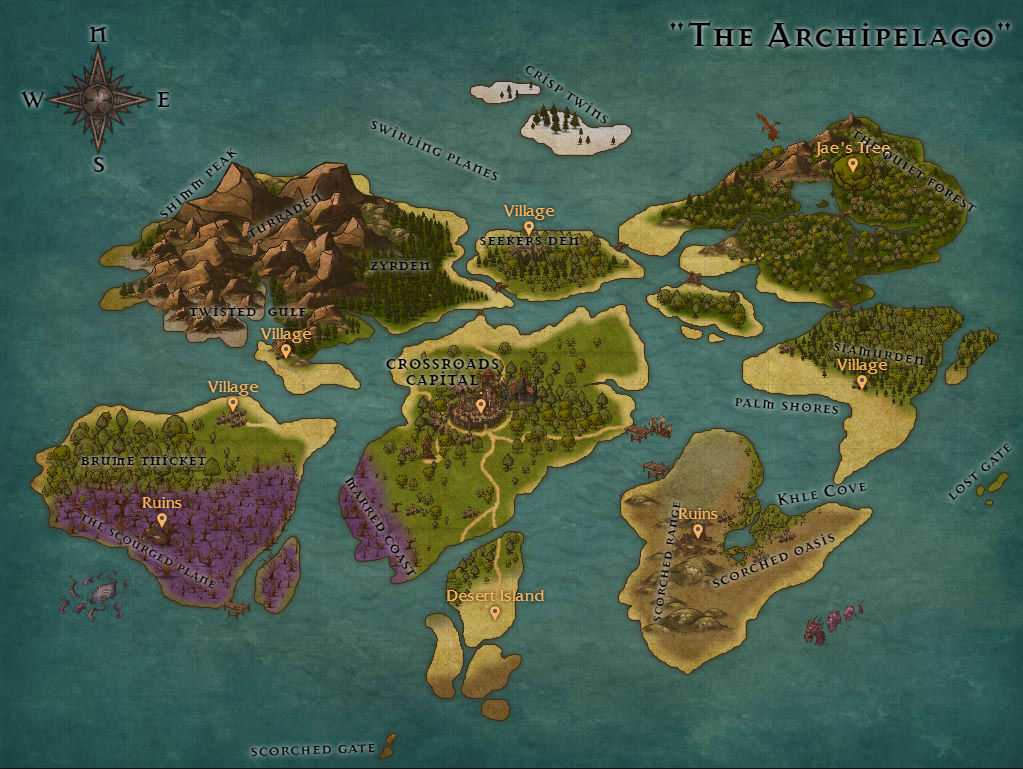 "The Archipelago"
N
W E
S
Crisp Twins
Swirling Planes
Shimm Peak
Jae's Tree
The Quiet Forest
Turraden
Village
Seekers Den
Zyrden
Twisted Gulf
Village
Siamurden
Village
Crossroads
Capital
Village
Palm Shores
Brume Thicket
Lost Gate
Khle Cove
Marred Coast
Ruins
Ruins
The Scourged Plane
Scorched Range
Scorched Oasis
Desert Island
Scorched Gate